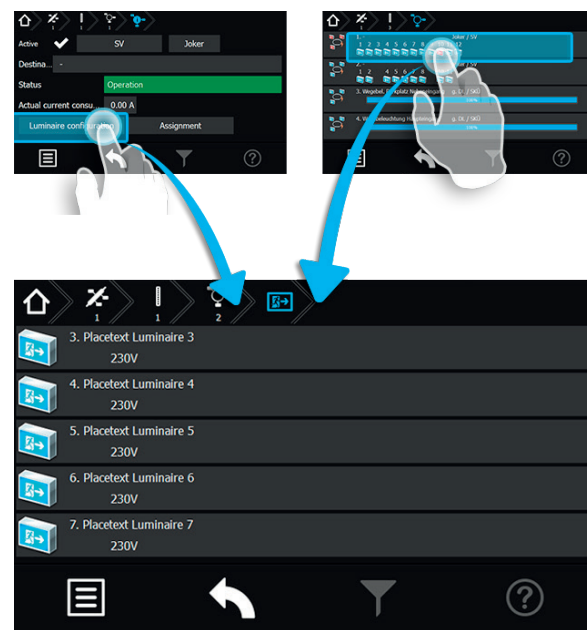 Active SV Joker
Destina... -
Status Operation
Actual current consu... 0.00 A
Luminaire Assignment
1. Joker / SV
1 2 3 4 5 6 7 8 12
2.
1 2 4 5 6 7 8
3. Wegebel. Parkplatz
100%
4.
100%
1 1 2
3. Placetext Luminaire 3
230V
4. Placetext Luminaire 4
230V
5. Placetext Luminaire 5
230V
6. Placetext Luminaire 6
230V
7. Placetext Luminaire 7
230V